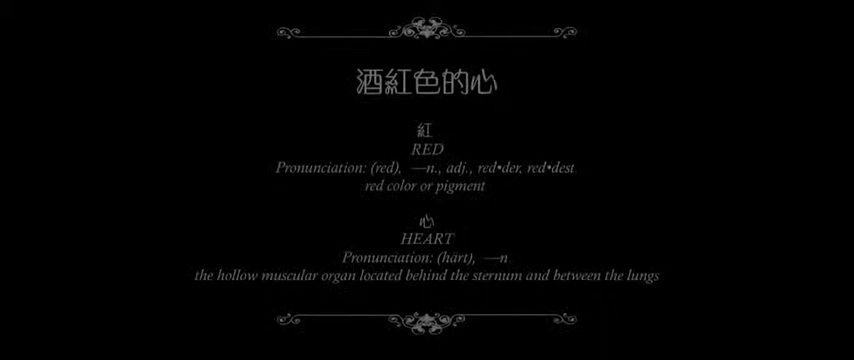 酒紅色的心
紅
RED
Pronunciation: (red), —n., adj., red•der, red•dest
red color or pigment
心
HEART
Pronunciation: (härt), —n
the hollow muscular organ located behind the sternum and between the lungs